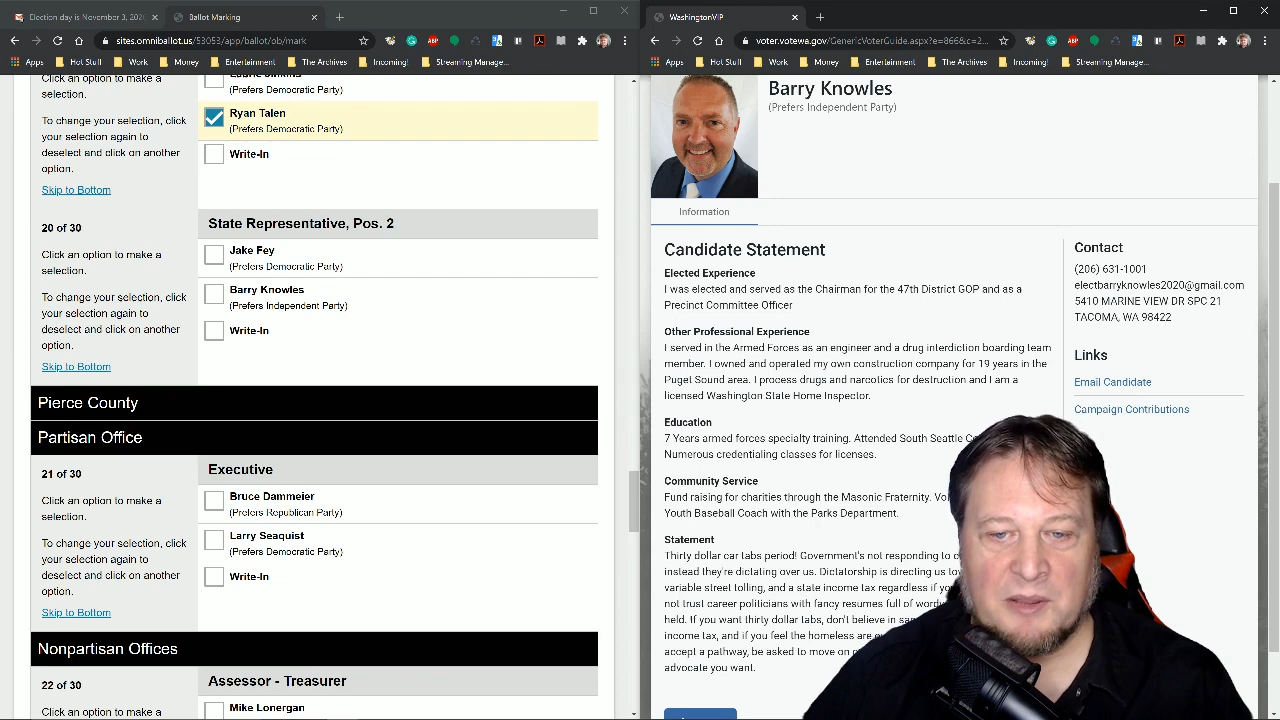 Election day is November 3, 202
Ballot Marking
WashingtonVIP
sites.omniballot.us/53053/app/ballot/ob/mark
voter.votewa.gov/GenericVoterGuide.aspx?e=866&c=2...
Apps
Hot Stuff
Work
Money
Entertainment
The Archives
Incoming!
Streaming Manage...
Apps
Hot Stuff
Work
Money
Entertainment
The Archives
Incoming!
Streaming Manage...
Click an option to make a
selection.
To change your selection, click
your selection again to
deselect and click on another
option.
Skip to Bottom
Laurie Jinkins
(Prefers Democratic Party)
Ryan Talen
(Prefers Democratic Party)
Write-In
20 of 30
Click an option to make a
selection.
To change your selection, click
your selection again to
deselect and click on another
option.
Skip to Bottom
State Representative, Pos. 2
Jake Fey
(Prefers Democratic Party)
Barry Knowles
(Prefers Independent Party)
Write-In
Pierce County
Partisan Office
21 of 30
Click an option to make a
selection.
To change your selection, click
your selection again to
deselect and click on another
option.
Skip to Bottom
Executive
Bruce Dammeier
(Prefers Republican Party)
Larry Seaquist
(Prefers Democratic Party)
Write-In
Nonpartisan Offices
22 of 30
Click an option to make a
Assessor - Treasurer
Mike Lonergan
Barry Knowles
(Prefers Independent Party)
Information
Candidate Statement
Elected Experience
I was elected and served as the Chairman for the 47th District GOP and as a
Precinct Committee Officer
Other Professional Experience
I served in the Armed Forces as an engineer and a drug interdiction boarding team
member. I owned and operated my own construction company for 19 years in the
Puget Sound area. I process drugs and narcotics for destruction and I am a
licensed Washington State Home Inspector.
Education
7 Years armed forces specialty training. Attended South Seattle
Numerous credentialing classes for licenses.
Community Service
Fund raising for charities through the Masonic Fraternity.
Youth Baseball Coach with the Parks Department.
Statement
Thirty dollar car tabs period! Government's not responding to
instead they're dictating over us. Dictatorship is directing us
variable street tolling, and a state income tax regardless if
not trust career politicians with fancy resumes full of
held. If you want thirty dollar tabs, don't believe in
income tax, and if you feel the homeless are
accept a pathway, be asked to move on
advocate you want.
Contact
(206) 631-1001
electbarryknowles2020@gmail.com
5410 MARINE VIEW DR SPC 21
TACOMA, WA 98422
Links
Email Candidate
Campaign Contributions